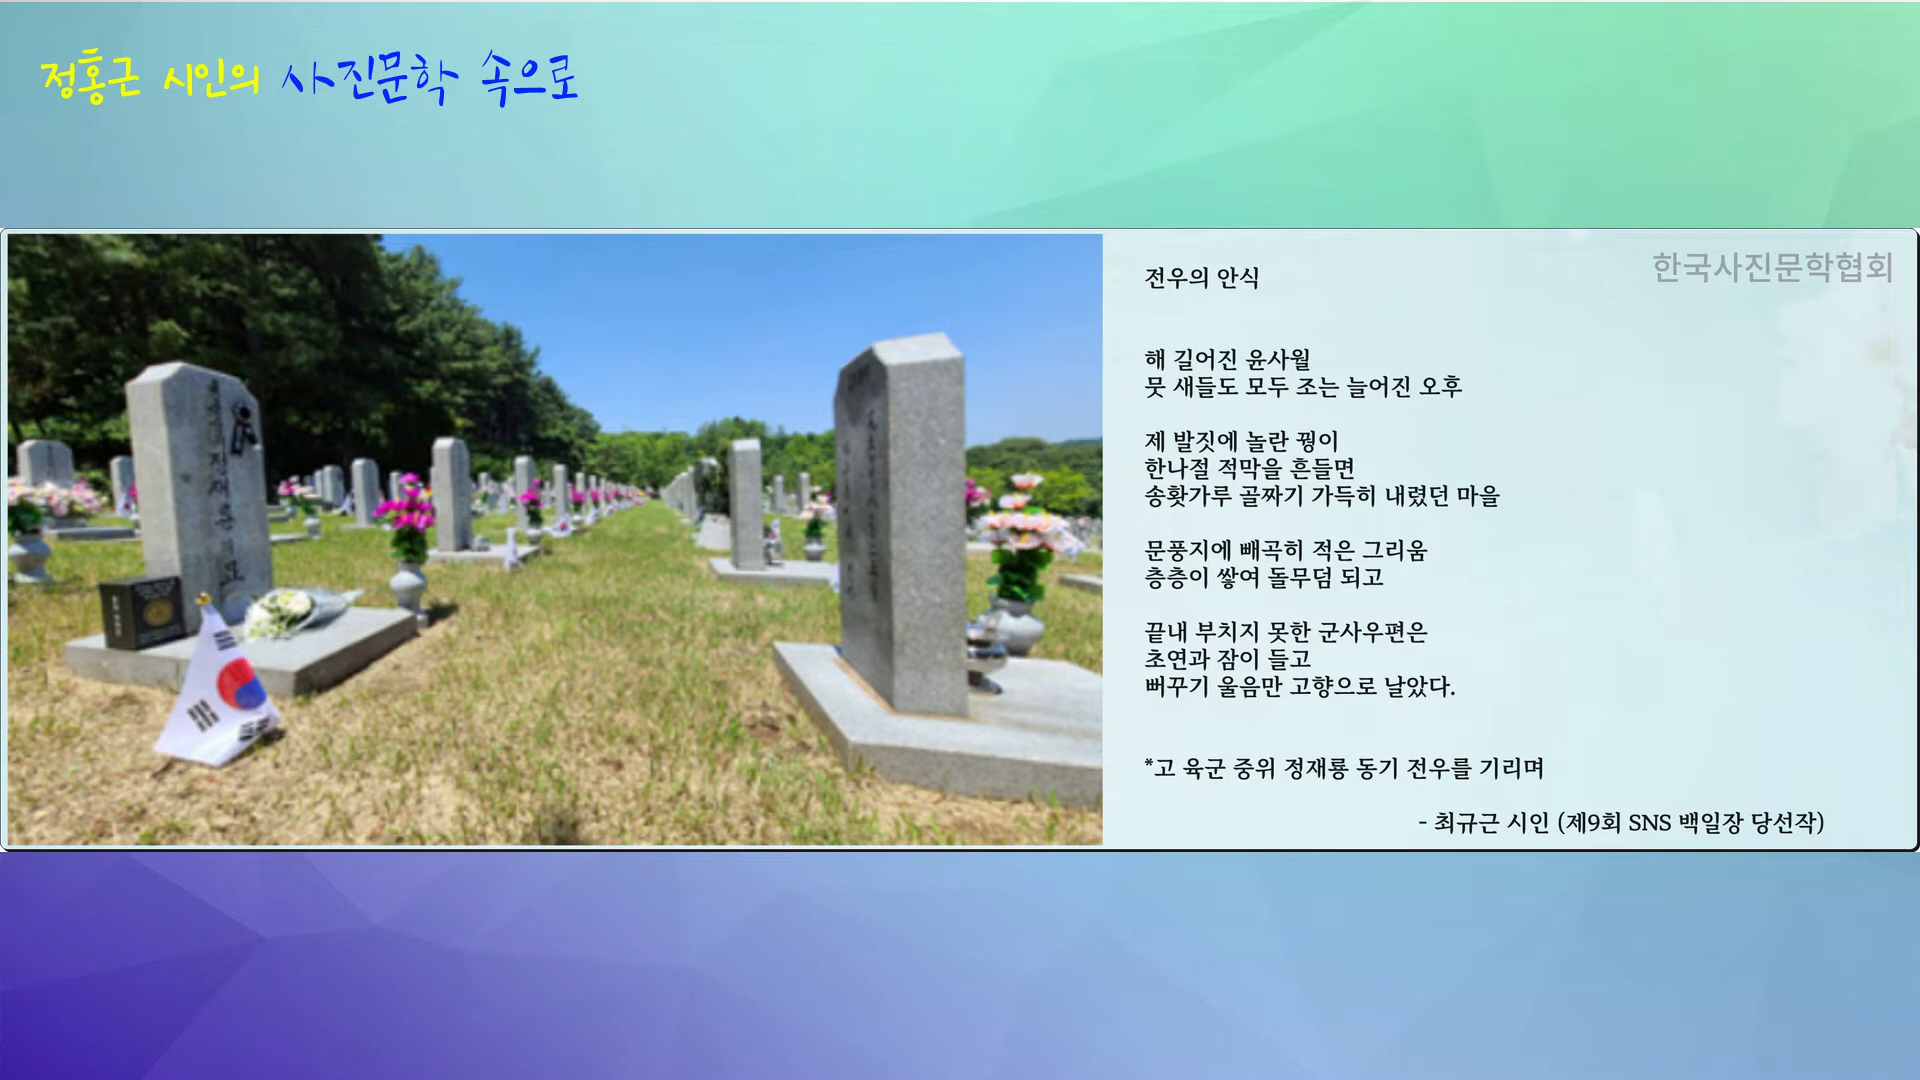 정홍근 시인의 사진문학 속으로
한국사진문학협회
전우의 안식
해 길어진 윤사월
뭇 새들도 모두 조는 늘어진 오후
제 발짓에 놀란 꿩이
한나절 적막을 흔들면
송홧가루 골짜기 가득히 내렸던 마을
문풍지에 빼곡히 적은 그리움
층층이 쌓여 돌무덤 되고
끝내 부치지 못한 군사우편은
초연과 잠이 들고
뻐꾸기 울음만 고향으로 날았다.
*고 육군 중위 정재룡 동기 전우를 기리며
- 최규근 시인 (제9회 SNS 백일장 당선작)